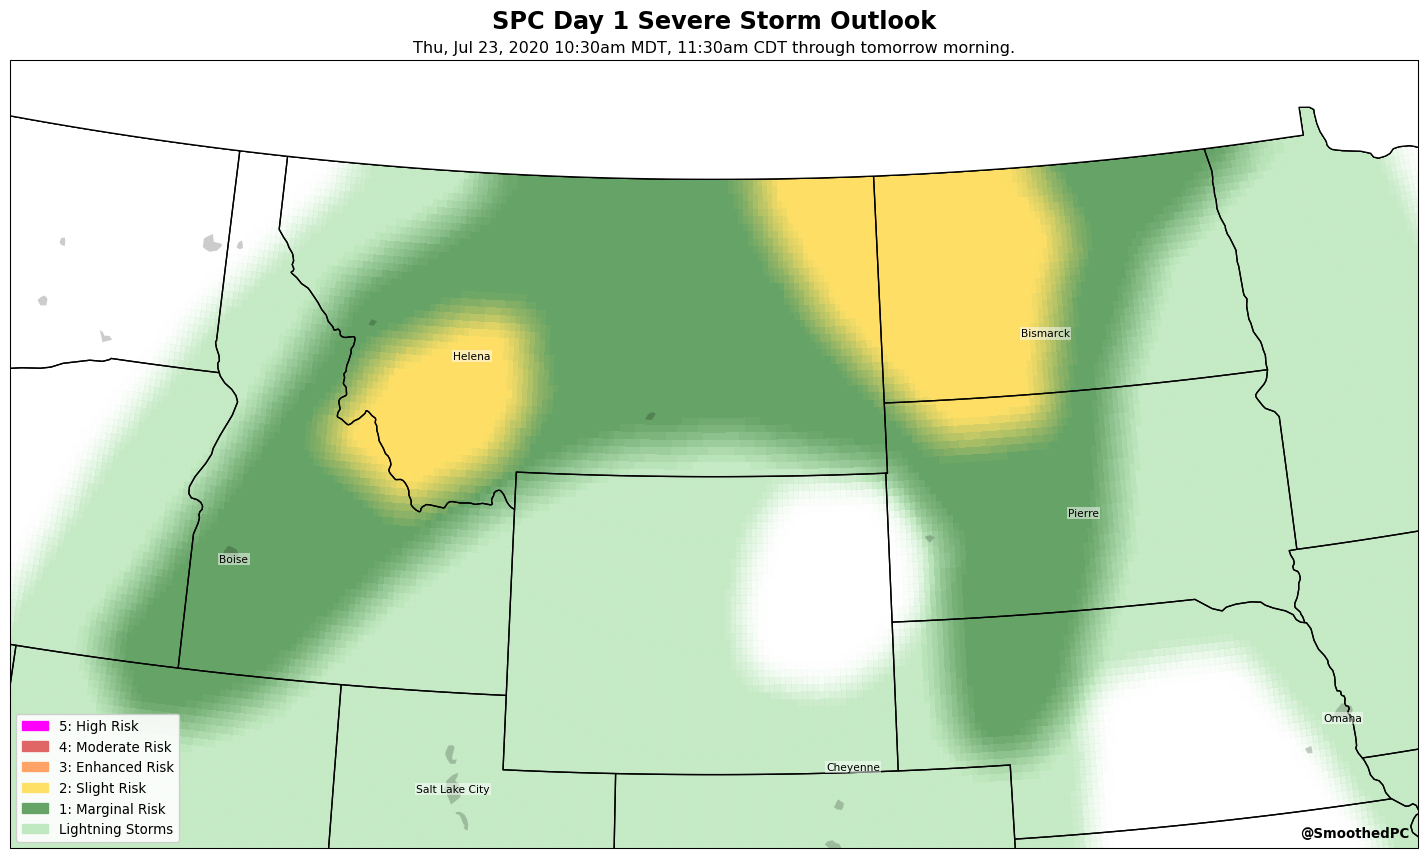 SPC Day 1 Severe Storm Outlook
Thu, Jul 23, 2020 10:30am MDT, 11:30am CDT through tomorrow morning.
Bismarck
Helena
Pierre
Boise
Omaha
Cheyenne
Salt Lake City
5: High Risk
4: Moderate Risk
3: Enhanced Risk
2: Slight Risk
1: Marginal Risk
Lightning Storms
@SmoothedPC